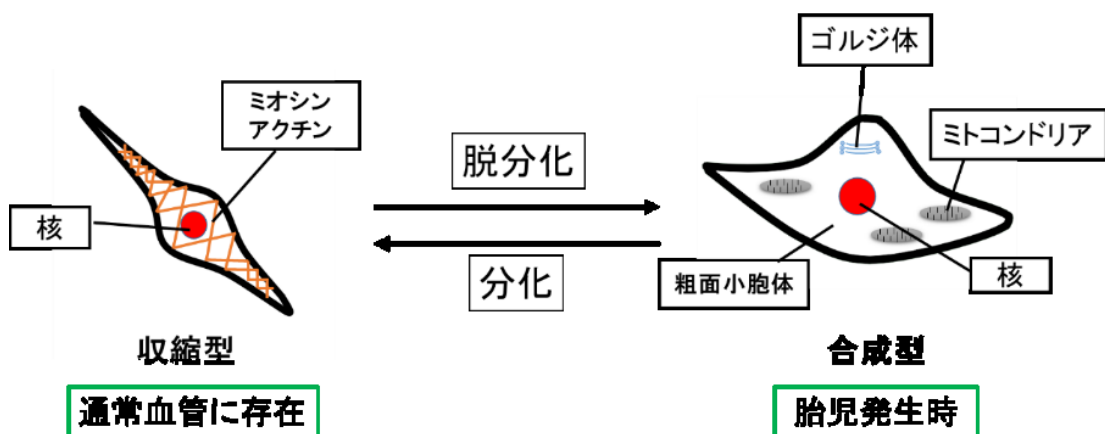 ゴルジ体
ミオシン
アクチン
ミトコンドリア
脱分化
核
分化
粗面小胞体
核
収縮型
合成型
通常血管に存在
胎児発生時